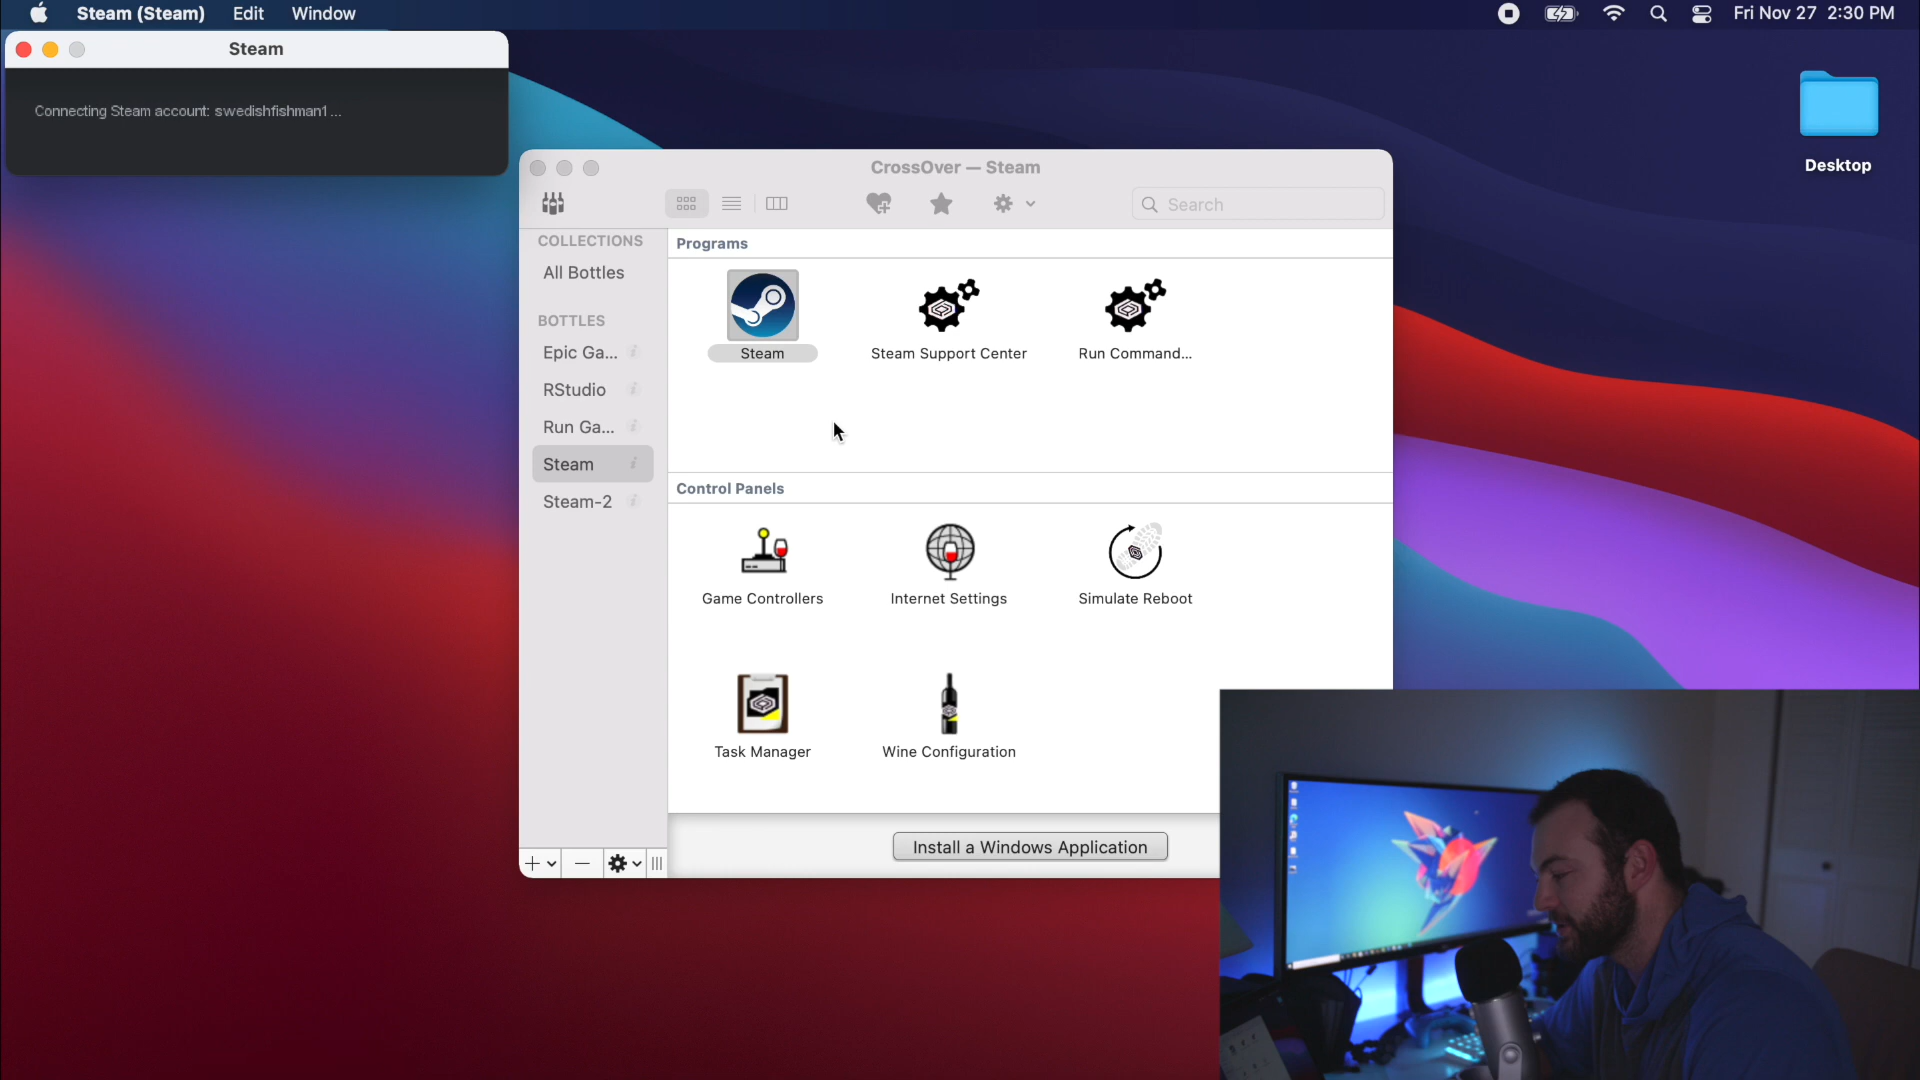 Steam (Steam) Edit Window Fri Nov 27 2:30 PM
Steam
Connecting Steam account: swedishfishman1 ...
Desktop
CrossOver — Steam
Search
COLLECTIONS
All Bottles
BOTTLES
Epic Ga...
RStudio
Run Ga...
Steam
Steam-2
Programs
Steam
Steam Support Center
Run Command...
Control Panels
Game Controllers
Internet Settings
Simulate Reboot
Task Manager
Wine Configuration
Install a Windows Application